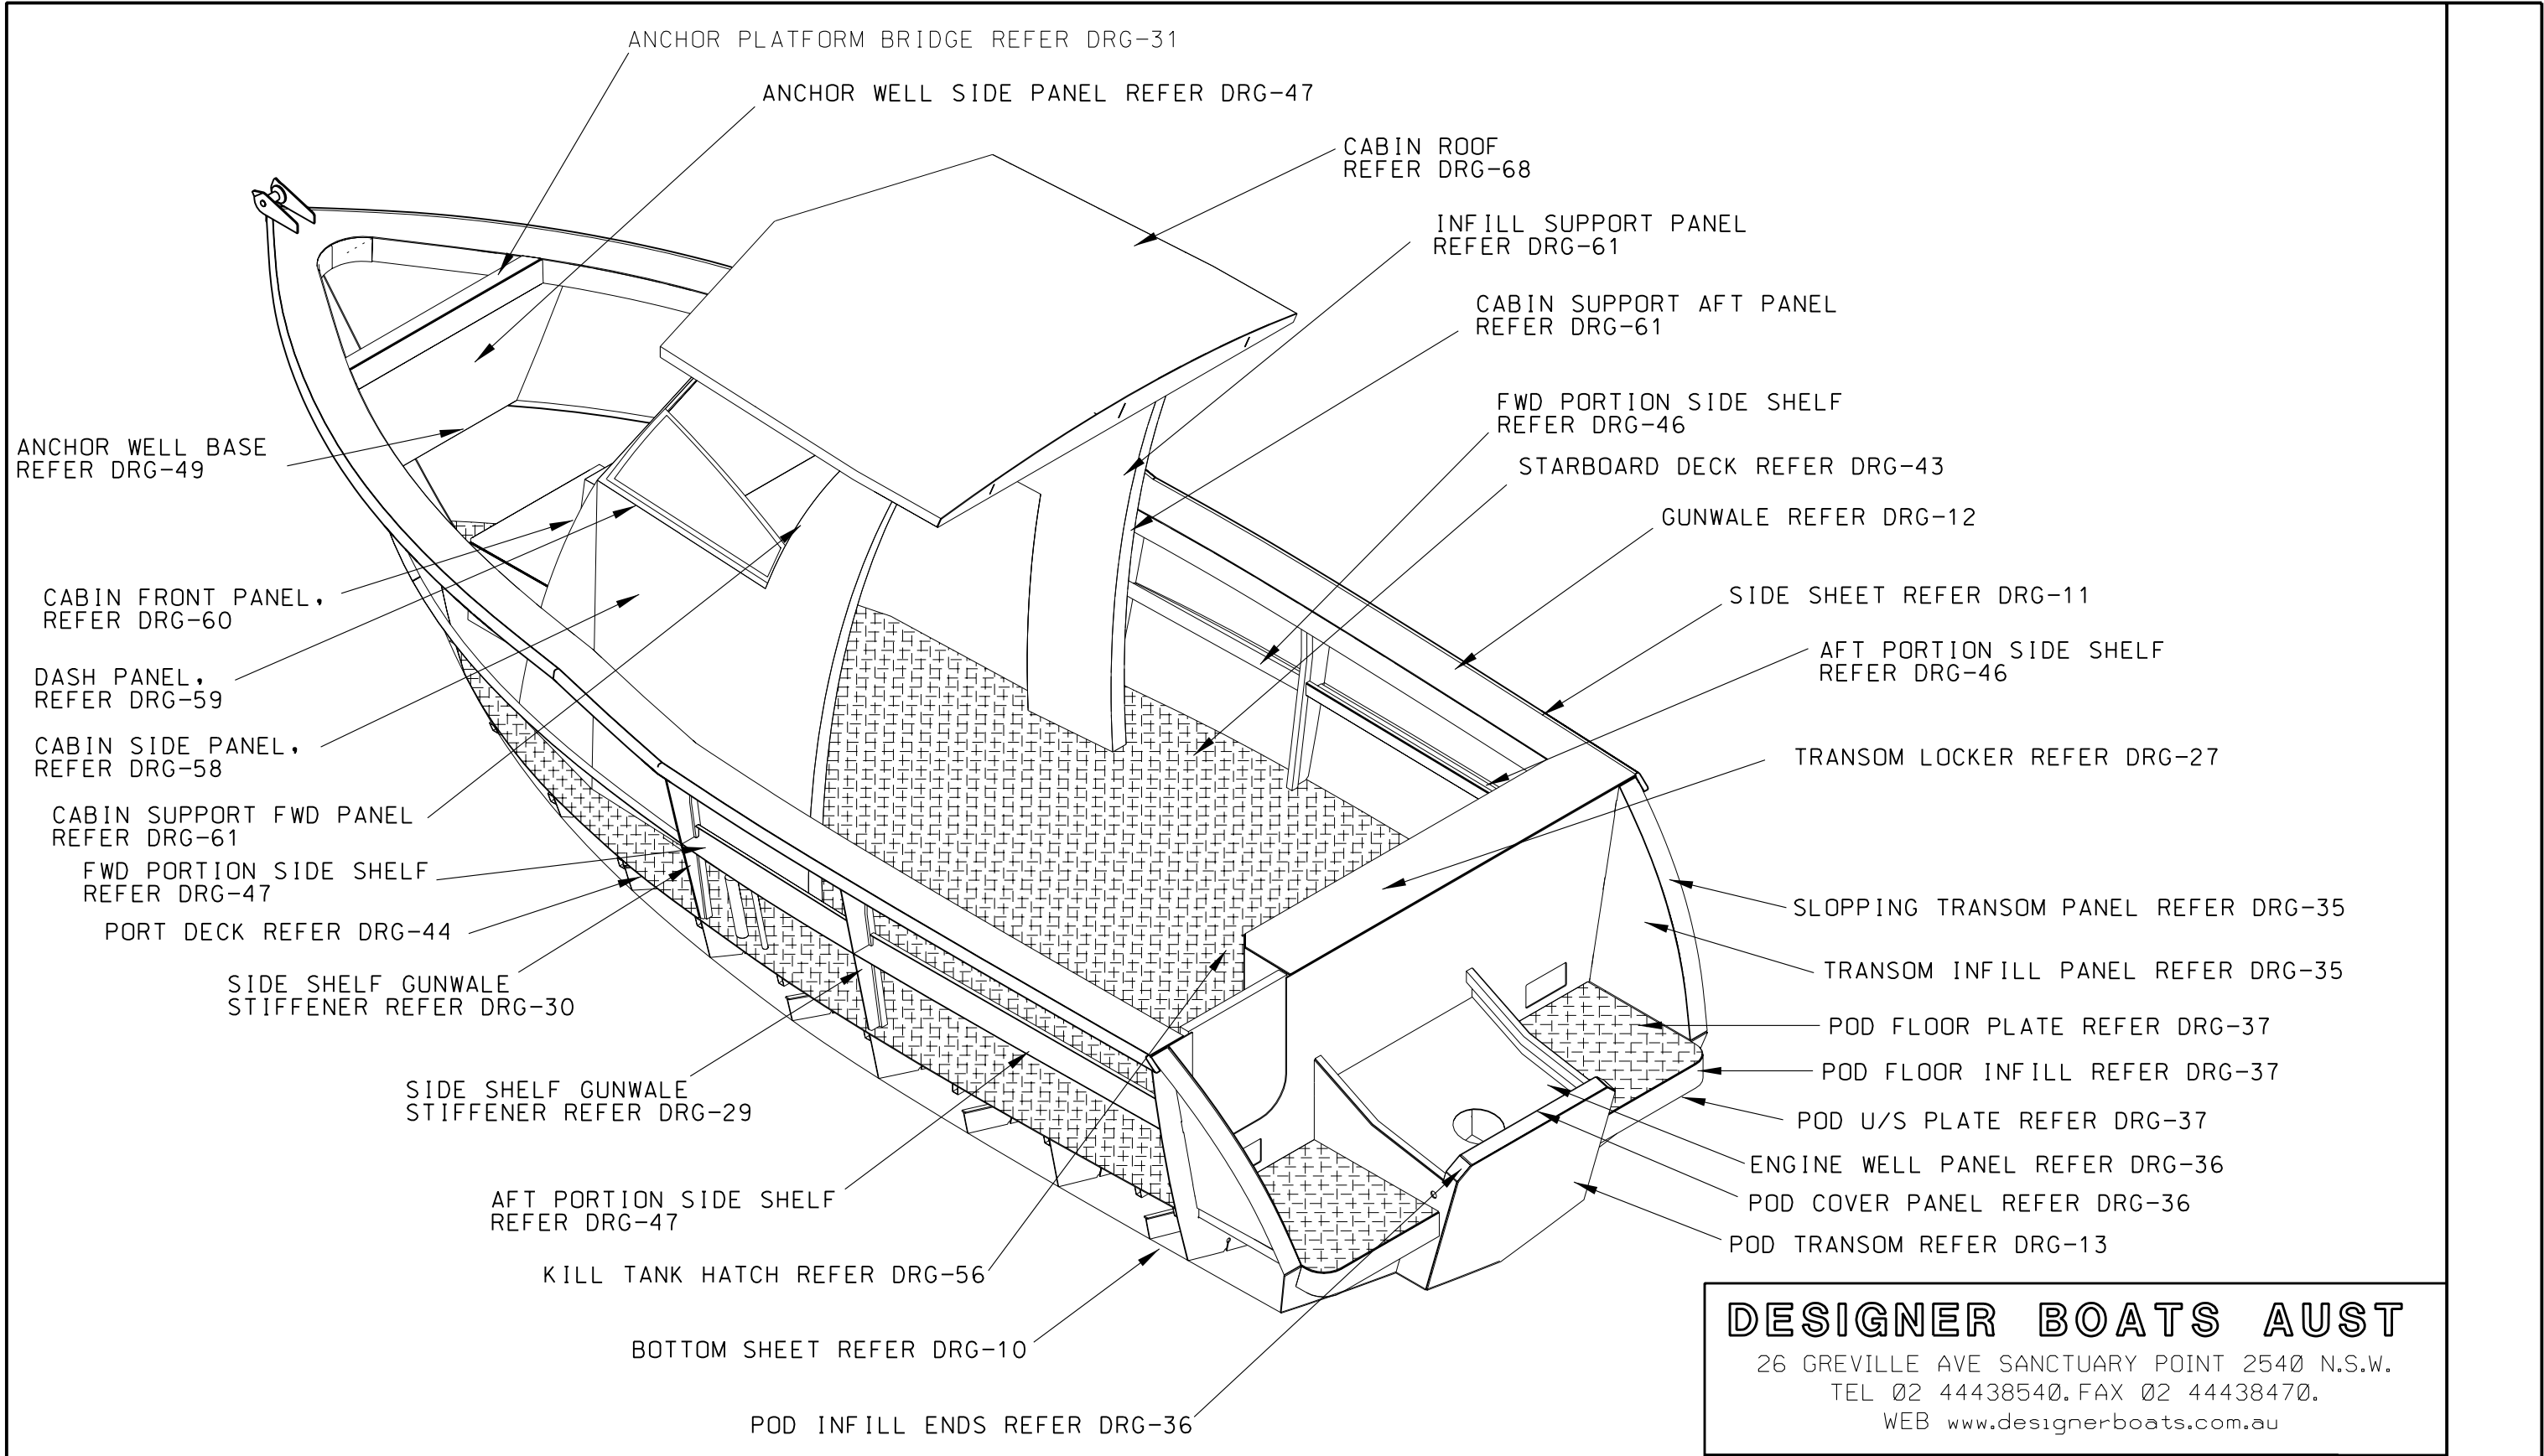 ANCHOR PLATFORM BRIDGE REFER DRG-31
ANCHOR WELL SIDE PANEL REFER DRG-47
CABIN ROOF
REFER DRG-68
INFILL SUPPORT PANEL
REFER DRG-61
CABIN SUPPORT AFT PANEL
REFER DRG-61
FWD PORTION SIDE SHELF
REFER DRG-46
STARBOARD DECK REFER DRG-43
GUNWALE REFER DRG-12
SIDE SHEET REFER DRG-11
AFT PORTION SIDE SHELF
REFER DRG-46
TRANSOM LOCKER REFER DRG-27
SLOPPING TRANSOM PANEL REFER DRG-35
TRANSOM INFILL PANEL REFER DRG-35
POD FLOOR PLATE REFER DRG-37
POD FLOOR INFILL REFER DRG-37
POD U/S PLATE REFER DRG-37
ENGINE WELL PANEL REFER DRG-36
POD COVER PANEL REFER DRG-36
POD TRANSOM REFER DRG-13
ANCHOR WELL BASE
REFER DRG-49
CABIN FRONT PANEL,
REFER DRG-60
DASH PANEL,
REFER DRG-59
CABIN SIDE PANEL,
REFER DRG-58
CABIN SUPPORT FWD PANEL
REFER DRG-61
FWD PORTION SIDE SHELF
REFER DRG-47
PORT DECK REFER DRG-44
SIDE SHELF GUNWALE
STIFFENER REFER DRG-30
SIDE SHELF GUNWALE
STIFFENER REFER DRG-29
AFT PORTION SIDE SHELF
REFER DRG-47
KILL TANK HATCH REFER DRG-56
BOTTOM SHEET REFER DRG-10
POD INFILL ENDS REFER DRG-36
DESIGNER BOATS AUST
26 GREVILLE AVE SANCTUARY POINT 2540 N.S.W.
TEL 02 44438540. FAX 02 44438470.
WEB www.designerboats.com.au